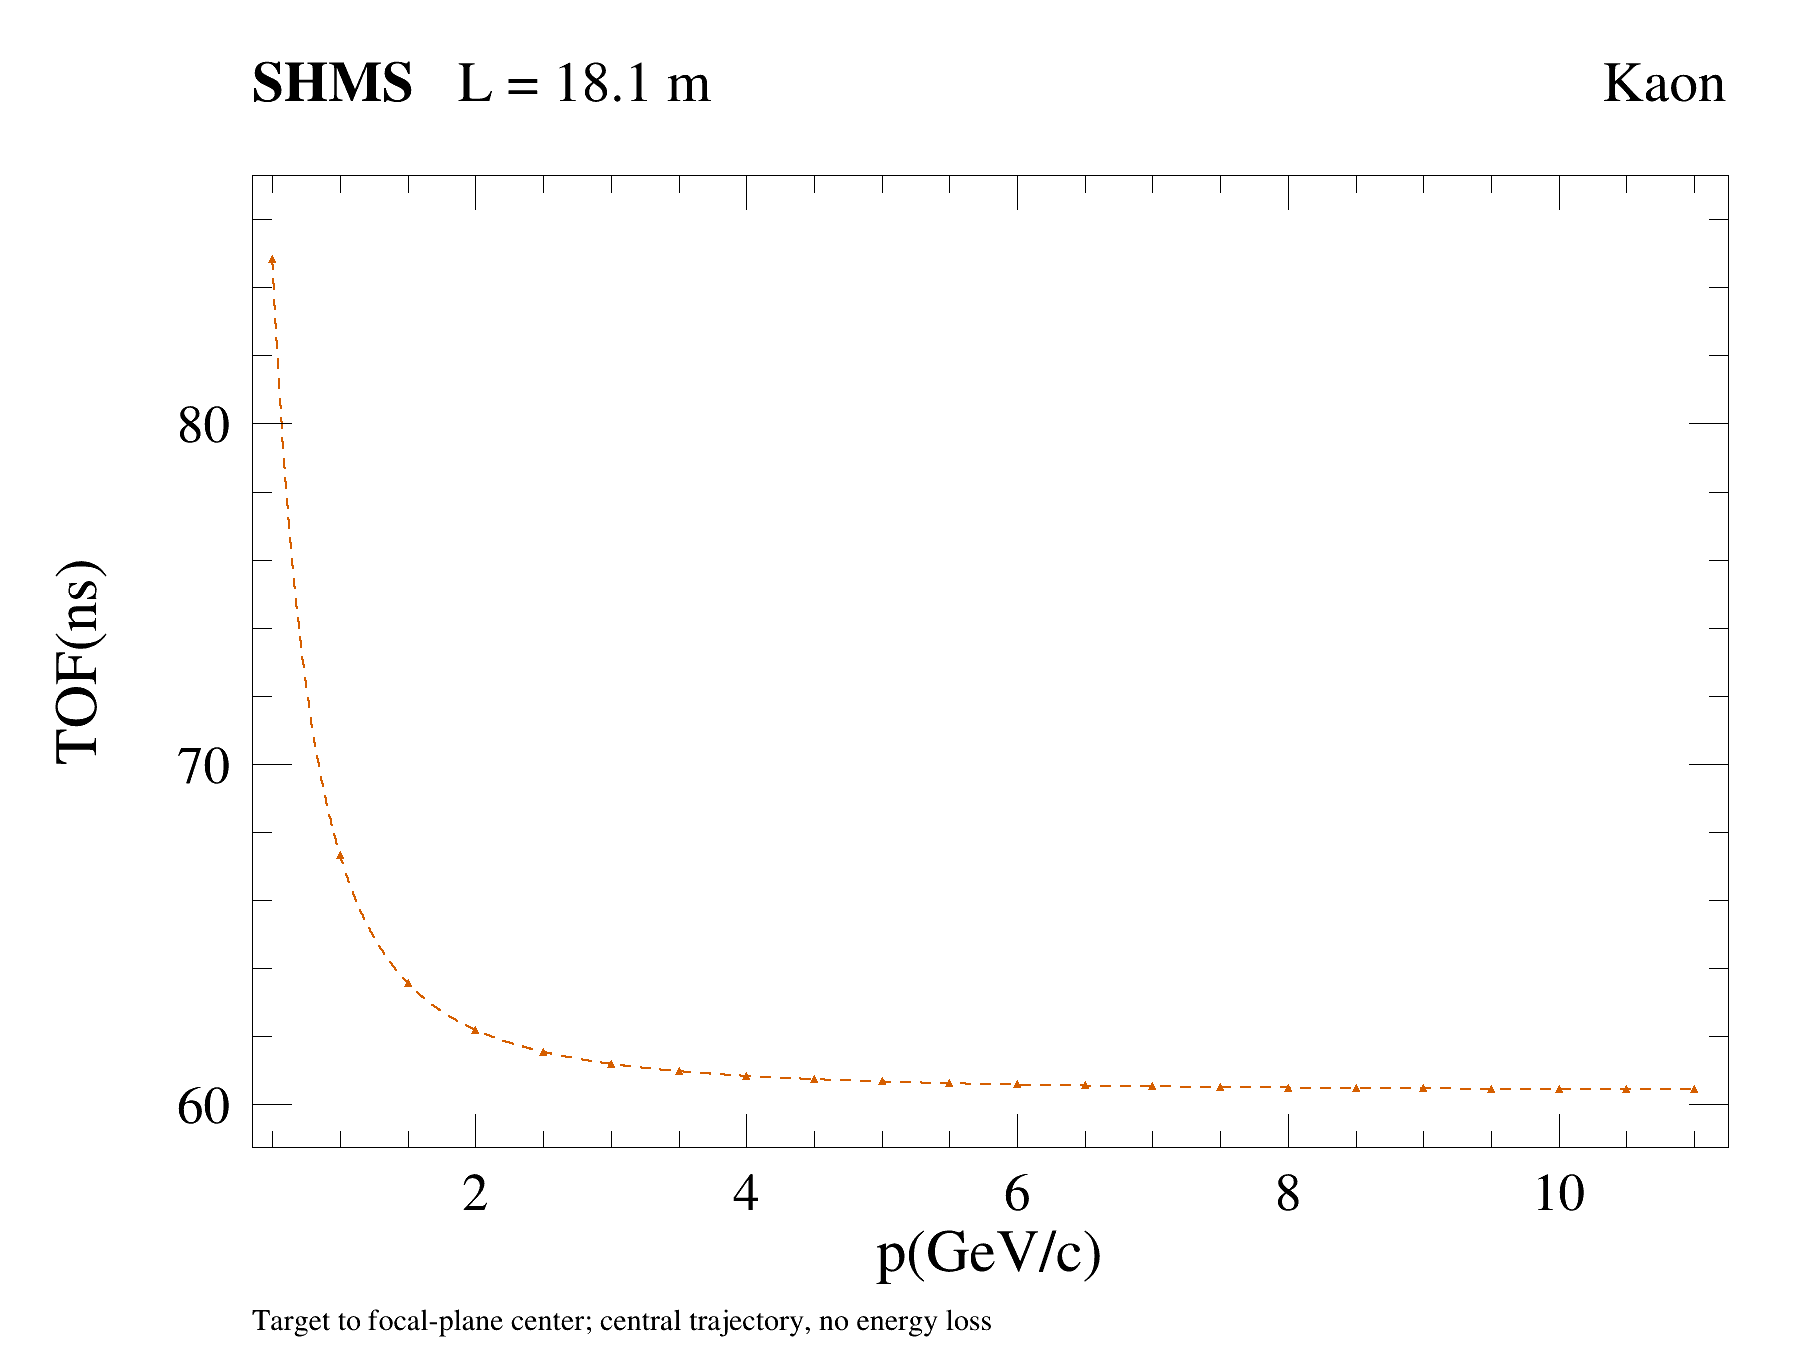 SHMS L = 18.1 m
Kaon
TOF(ns)
80
70
60
2 4 6 8 10
p(GeV/c)
Target to focal-plane center; central trajectory, no energy loss